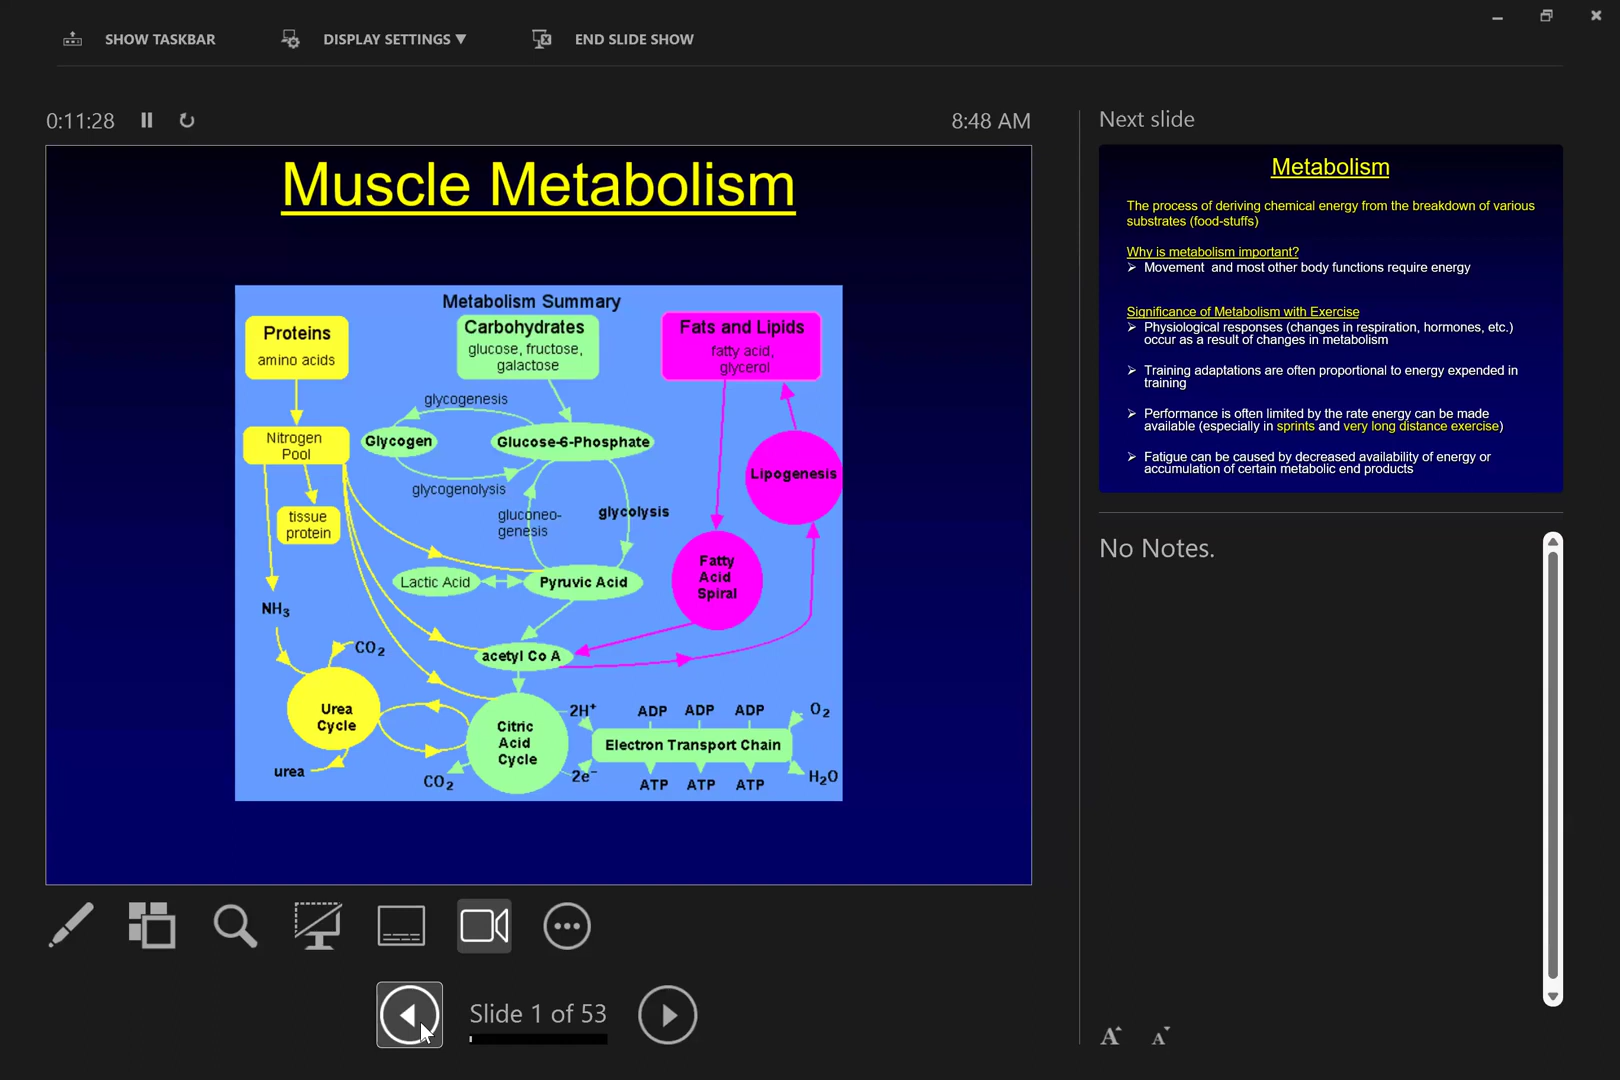 SHOW TASKBAR
DISPLAY SETTINGS ▼
END SLIDE SHOW
0:11:28
8:48 AM
Muscle Metabolism
Metabolism Summary
Proteins
amino acids
Carbohydrates
glucose, fructose,
galactose
Fats and Lipids
fatty acid,
glycerol
glycogenesis
Nitrogen
Pool
Glycogen
Glucose-6-Phosphate
Lipogenesis
glycogenolysis
tissue
protein
gluconeo-
genesis
glycolysis
Fatty
Acid
Spiral
Lactic Acid
Pyruvic Acid
NH₃
CO₂
acetyl Co A
Urea
Cycle
urea
Citric
Acid
Cycle
CO₂
2H⁺
2e⁻
ADP ADP ADP
O₂
Electron Transport Chain
ATP ATP ATP
H₂O
Slide 1 of 53
Next slide
Metabolism
The process of deriving chemical energy from the breakdown of various
substrates (food-stuffs)
Why is metabolism important?
➢ Movement and most other body functions require energy
Significance of Metabolism with Exercise
➢ Physiological responses (changes in respiration, hormones, etc.)
occur as a result of changes in metabolism
➢ Training adaptations are often proportional to energy expended in
training
➢ Performance is often limited by the rate energy can be made
available (especially in sprints and very long distance exercise)
➢ Fatigue can be caused by decreased availability of energy or
accumulation of certain metabolic end products
No Notes.
A A